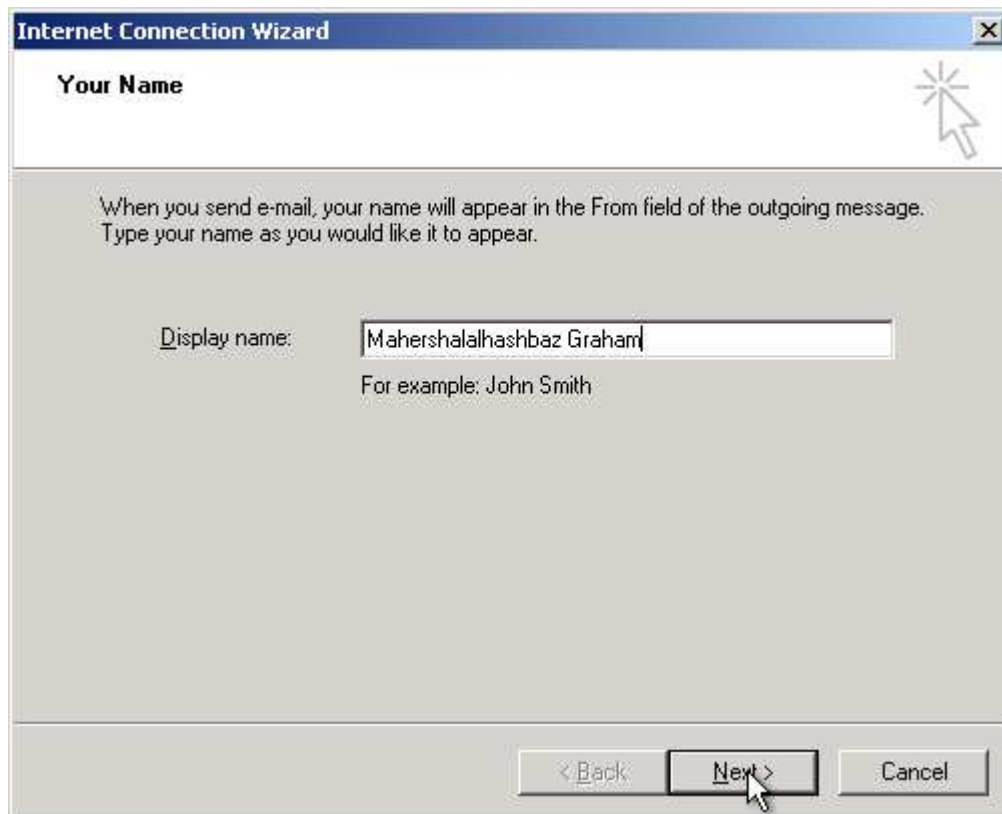 Internet Connection Wizard
Your Name
When you send e-mail, your name will appear in the From field of the outgoing message.
Type your name as you would like it to appear.
Display name: Mahershalalhashbaz Graham
For example: John Smith
< Back Next > Cancel